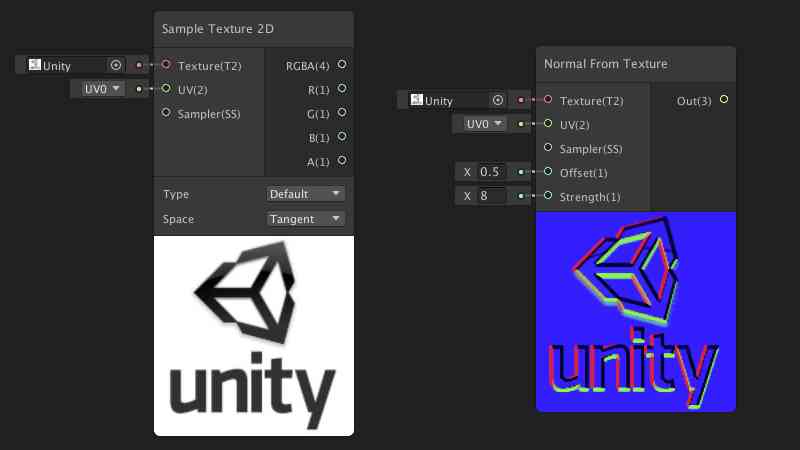 Sample Texture 2D
Unity
Texture(T2)
RGBA(4)
UV0
UV(2)
R(1)
Sampler(SS)
G(1)
B(1)
A(1)
Type
Default
Space
Tangent
unity
Normal From Texture
Unity
Texture(T2)
Out(3)
UV0
UV(2)
Sampler(SS)
X 0.5
Offset(1)
X 8
Strength(1)
unity